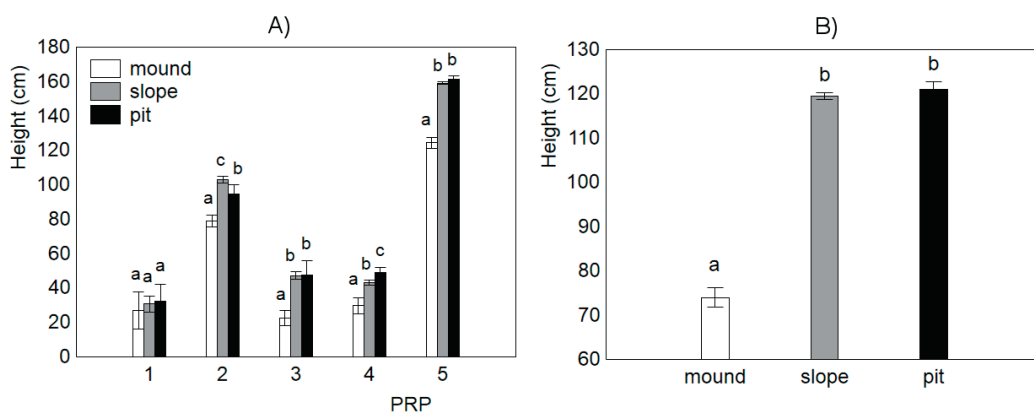 A)
Height (cm)
180
160
140
120
100
80
60
40
20
0
mound
slope
pit
a a a
a c b
a b b
a b c
a b b
1 2 3 4 5
PRP
B)
Height (cm)
130
120
110
100
90
80
70
60
a b b
mound slope pit